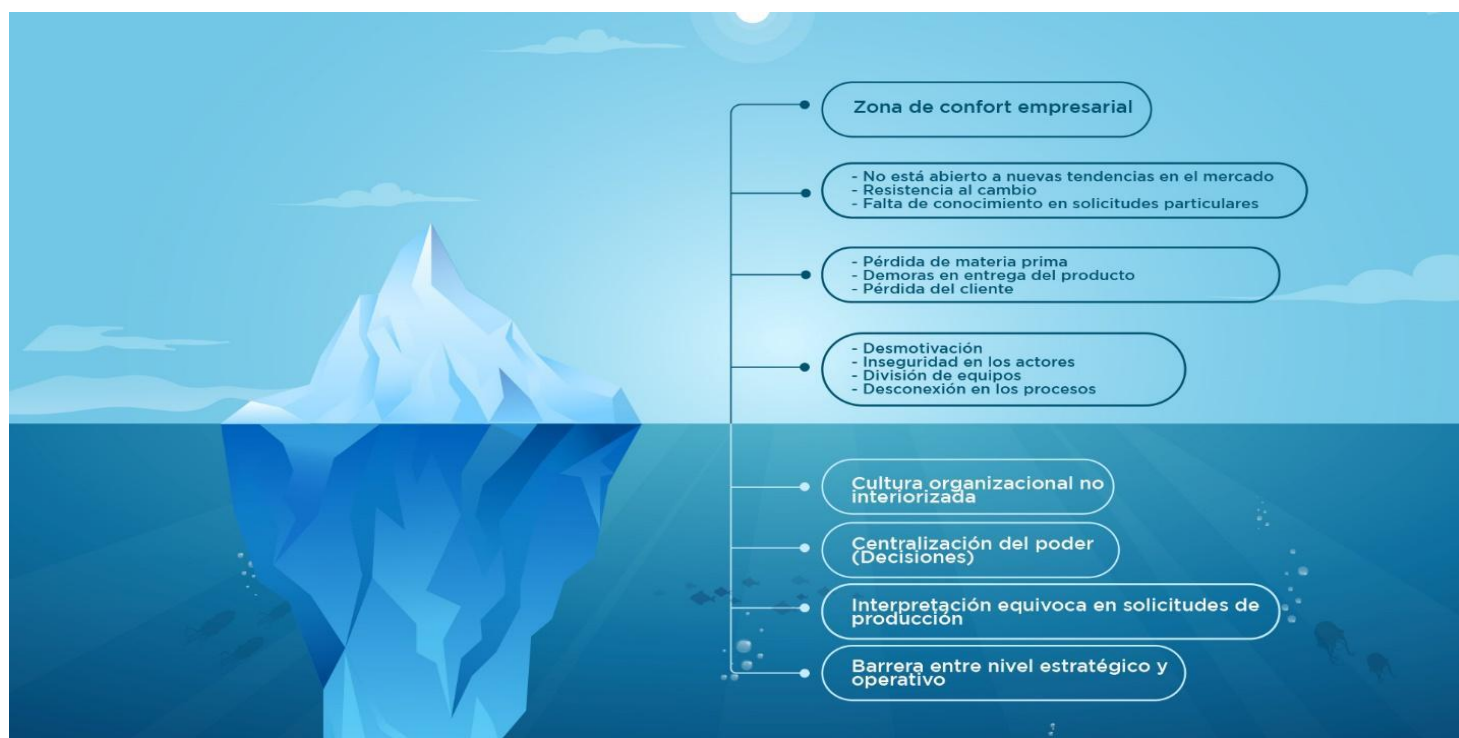 Zona de confort empresarial
- No está abierto a nuevas tendencias en el mercado
- Resistencia al cambio
- Falta de conocimiento en solicitudes particulares
- Pérdida de materia prima
- Demoras en entrega del producto
- Pérdida del cliente
- Desmotivación
- Inseguridad en los actores
- División de equipos
- Desconexión en los procesos
Cultura organizacional no
interiorizada
Centralización del poder
(Decisiones)
Interpretación equivoca en solicitudes de
producción
Barrera entre nivel estratégico y
operativo